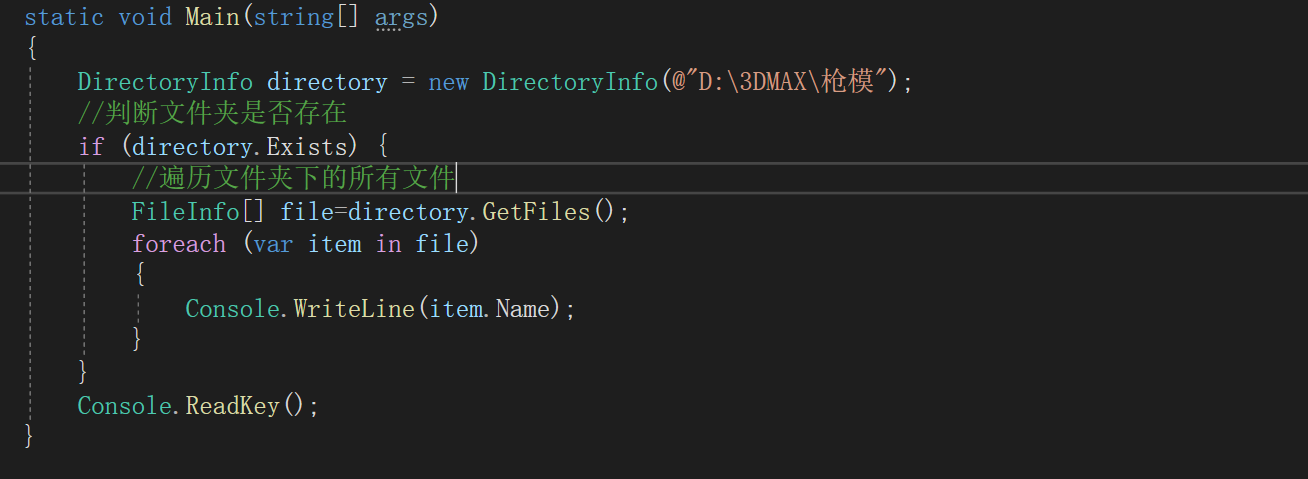 static void Main(string[] args)
{
DirectoryInfo directory = new DirectoryInfo(@"D:\3DMAX\枪模");
//判断文件夹是否存在
if (directory.Exists) {
//遍历文件夹下的所有文件
FileInfo[] file=directory.GetFiles();
foreach (var item in file)
{
Console.WriteLine(item.Name);
}
}
Console.ReadKey();
}